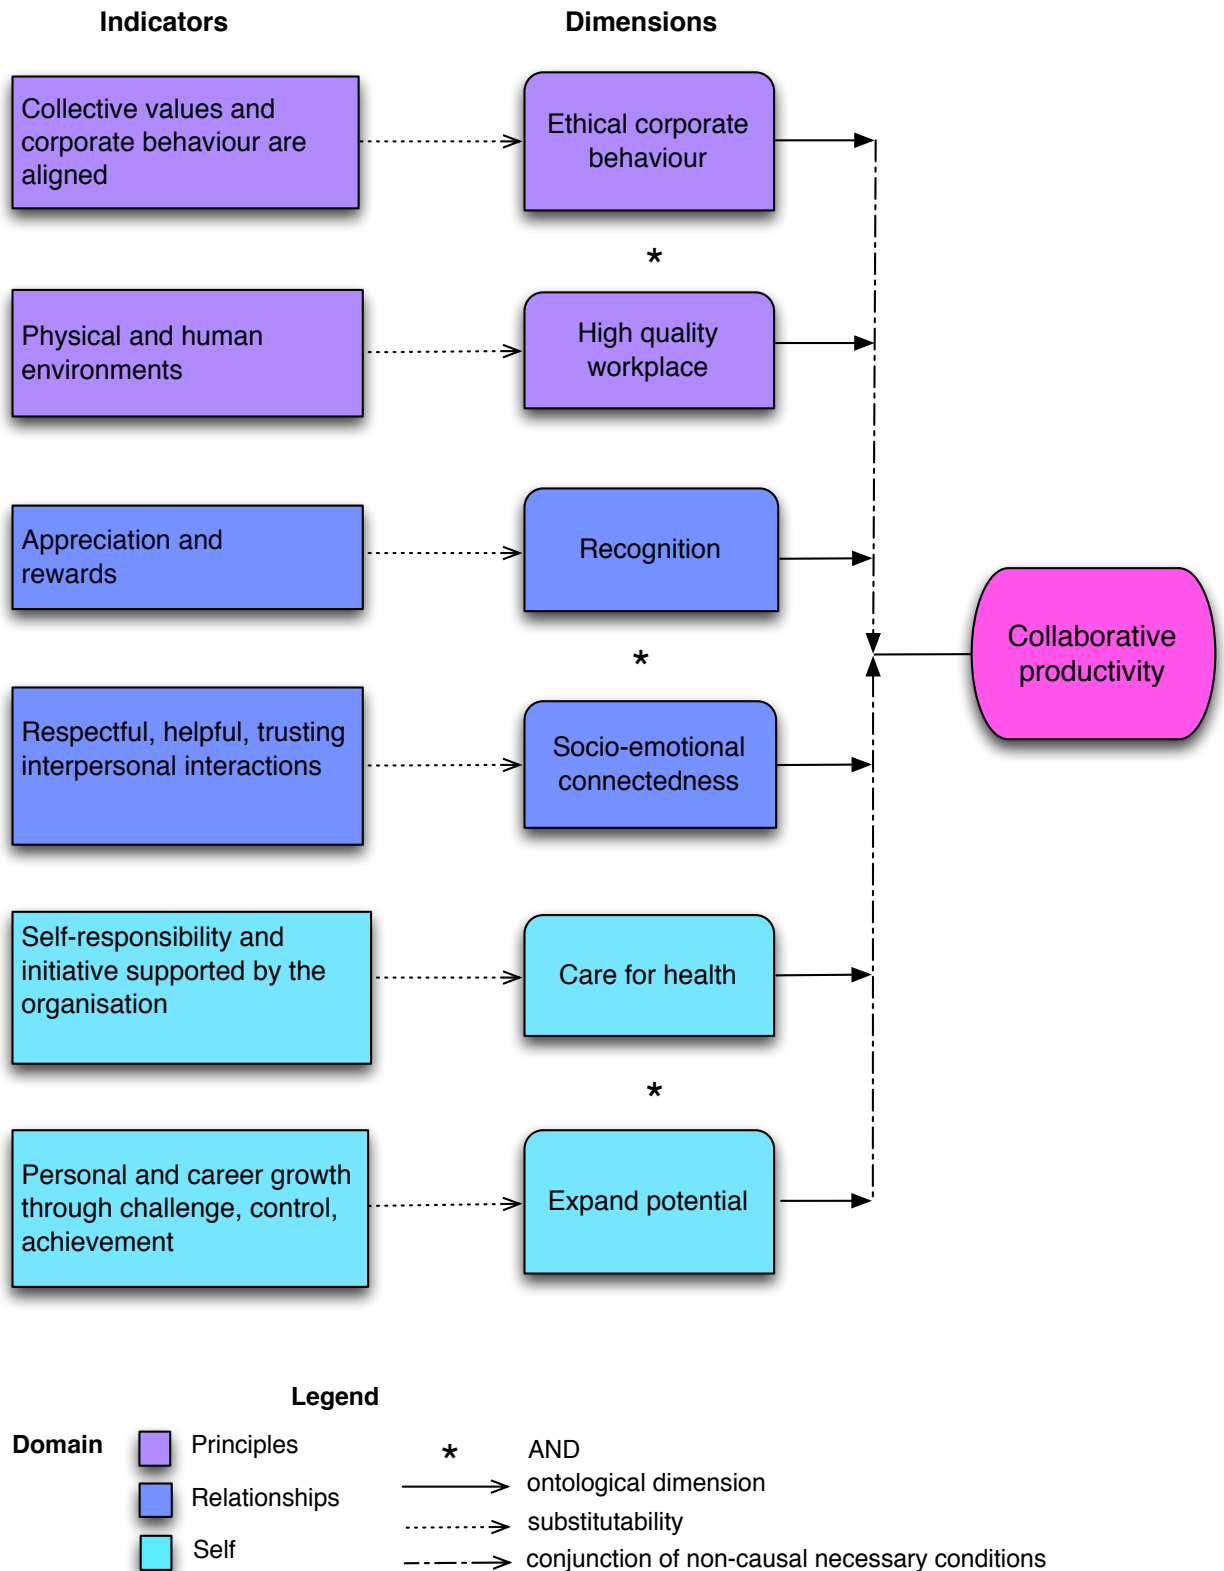 Indicators
Dimensions
Collective values and
corporate behaviour are
aligned
Ethical corporate
behaviour
*
Physical and human
environments
High quality
workplace
Appreciation and
rewards
Recognition
*
Collaborative
productivity
Respectful, helpful, trusting
interpersonal interactions
Socio-emotional
connectedness
Self-responsibility and
initiative supported by the
organisation
Care for health
*
Personal and career growth
through challenge, control,
achievement
Expand potential
Legend
Domain
Principles
Relationships
Self
* AND
ontological dimension
substitutability
conjunction of non-causal necessary conditions